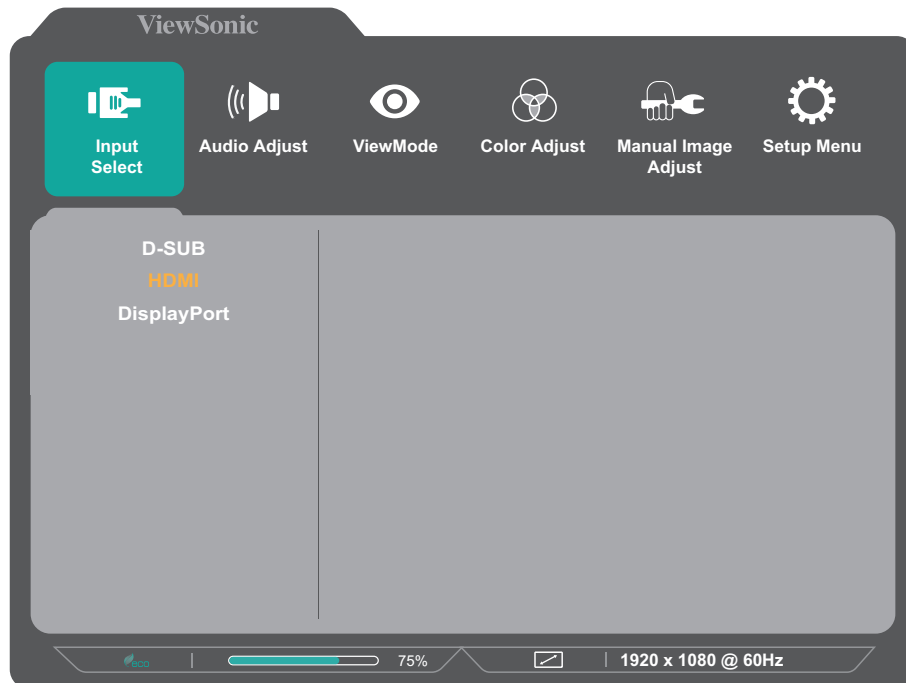 ViewSonic
Input
Select
Audio Adjust
ViewMode
Color Adjust
Manual Image
Adjust
Setup Menu
D-SUB
HDMI
DisplayPort
eco
75%
1920 x 1080 @ 60Hz